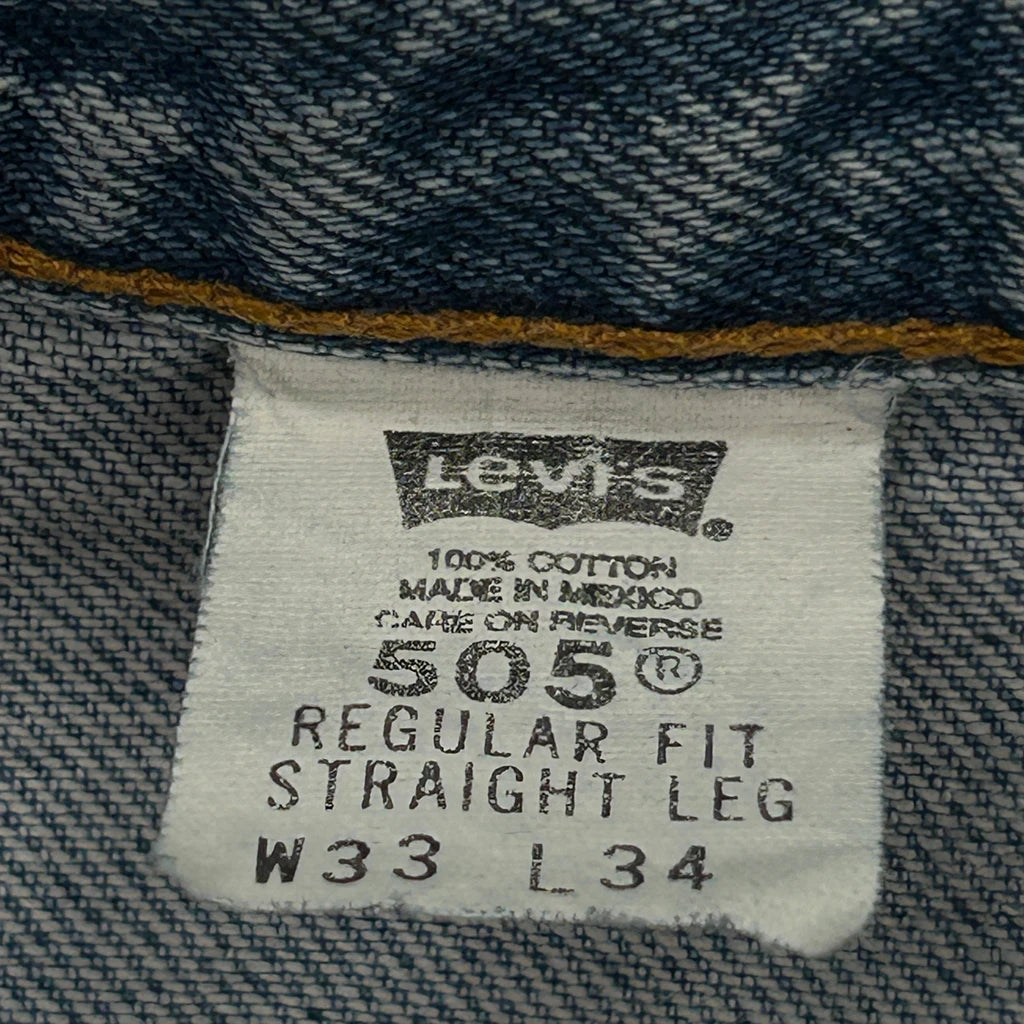 Levi's ®
100% COTTON
MADE IN MEXICO
CARE ON REVERSE
505®
REGULAR FIT
STRAIGHT LEG
W33 L34